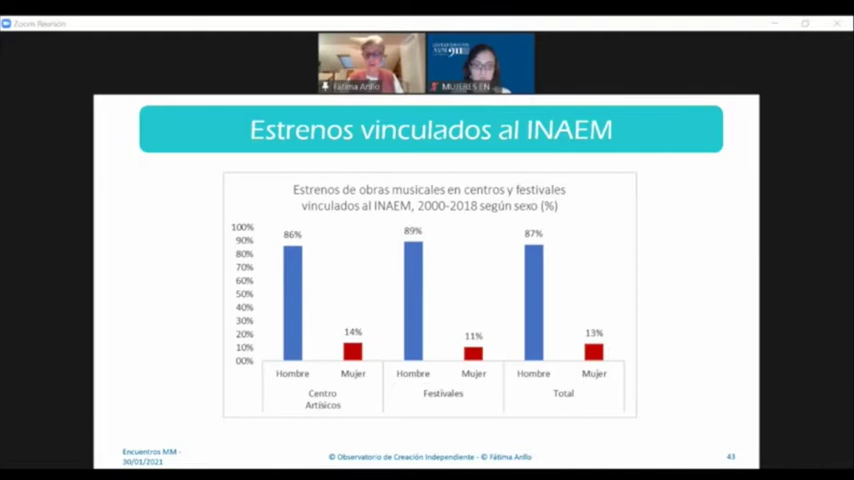 Zoom Reunión
Fátima Anllo
MUJERES EN
Estrenos vinculados al INAEM
Estrenos de obras musicales en centros y festivales
vinculados al INAEM, 2000-2018 según sexo (%)
100%
90%
80%
70%
60%
50%
40%
30%
20%
10%
00%
86%
14%
89%
11%
87%
13%
Hombre
Mujer
Hombre
Mujer
Hombre
Mujer
Centro
Artísicos
Festivales
Total
Encuentros MM -
30/01/2021
© Observatorio de Creación Independiente - © Fátima Anllo
43